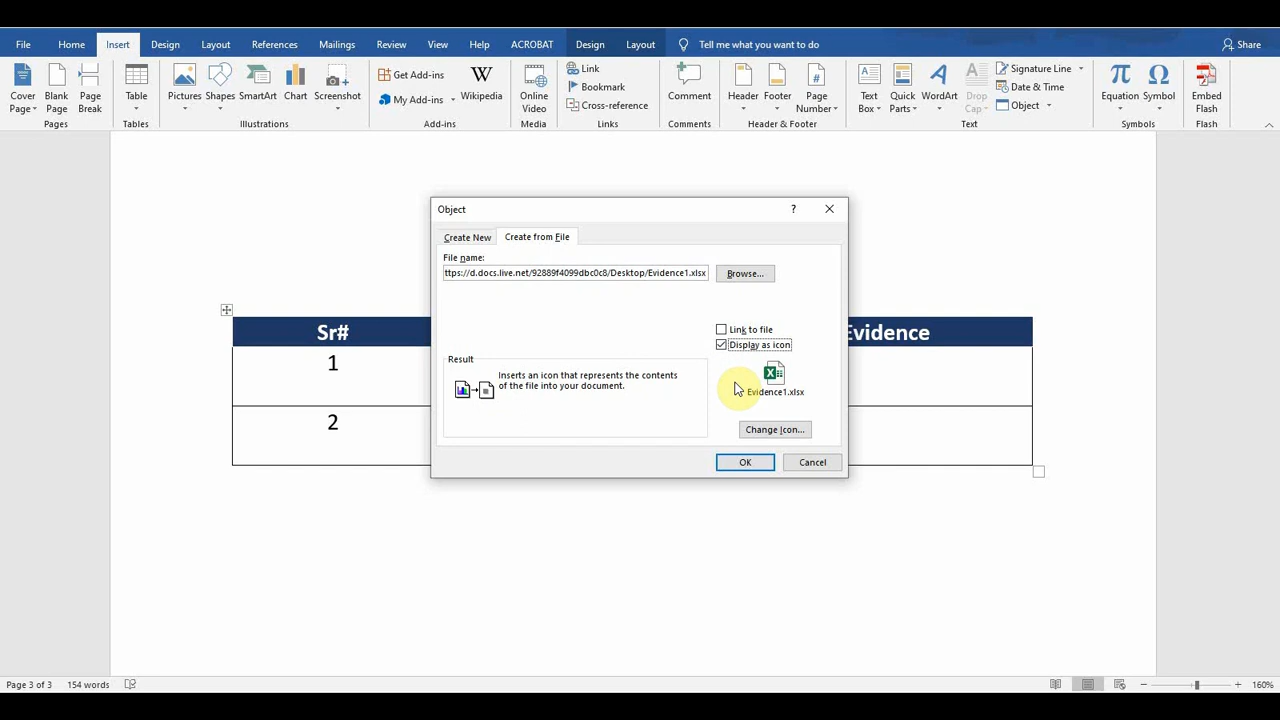 File Home Insert Design Layout References Mailings Review View Help ACROBAT Design Layout Tell me what you want to do Share
Cover Page Blank Page Page Break
Pages
Table
Tables
Pictures Shapes SmartArt Chart Screenshot
Illustrations
Get Add-ins
My Add-ins
Wikipedia
Add-ins
Online Video
Media
Link
Bookmark
Cross-reference
Links
Comment
Comments
Header Footer Page Number
Header & Footer
Text Box Quick Parts WordArt Drop Cap
Signature Line
Date & Time
Object
Text
Equation Symbol
Symbols
Embed Flash
Flash
Object
Create New Create from File
File name:
ttps://d.docs.live.net/92889f4099dbc0c8/Desktop/Evidence1.xlsx Browse...
Link to file
Display as icon
Result
Inserts an icon that represents the contents
of the file into your document.
Evidence1.xlsx
Change Icon...
OK Cancel
Sr# Evidence
1
2
Page 3 of 3 154 words 160%